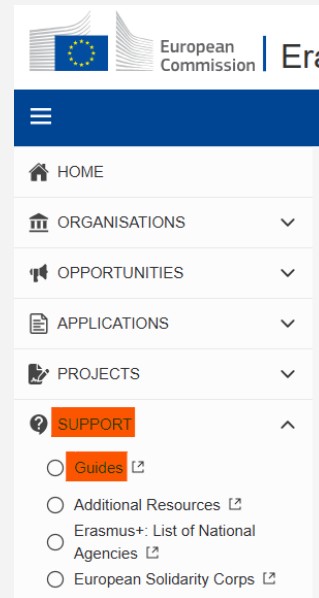 European
Commission
HOME
ORGANISATIONS
OPPORTUNITIES
APPLICATIONS
PROJECTS
SUPPORT
Guides
Additional Resources
Erasmus+: List of National
Agencies
European Solidarity Corps